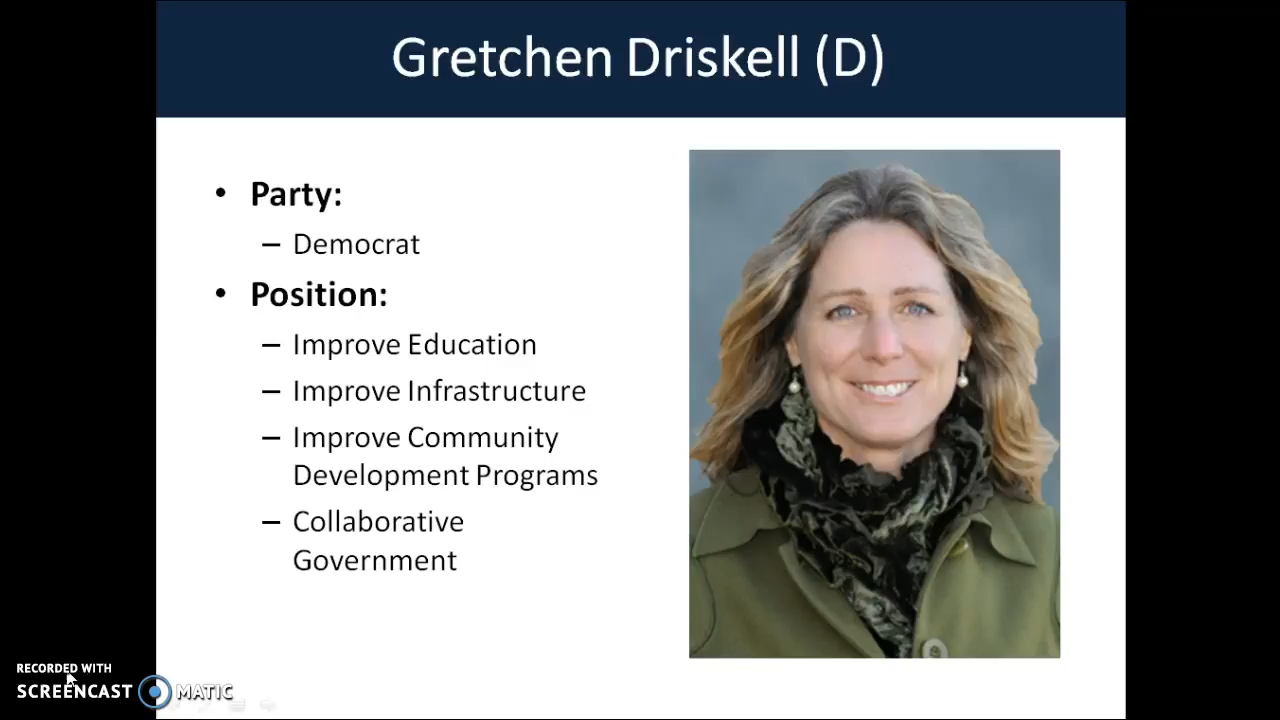 Gretchen Driskell (D)
• Party:
– Democrat
• Position:
– Improve Education
– Improve Infrastructure
– Improve Community
Development Programs
– Collaborative
Government
RECORDED WITH
SCREENCAST MATIC